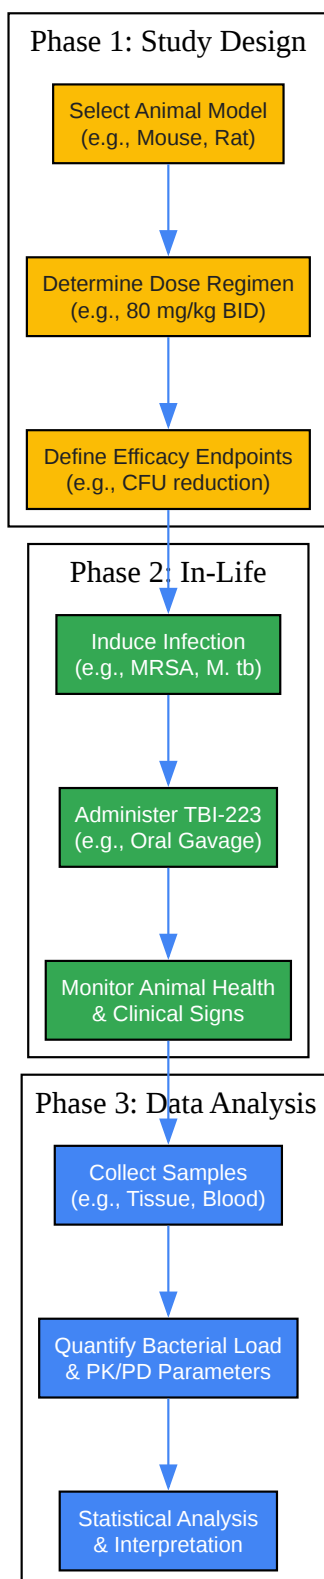 Phase 1: Study Design
Select Animal Model
(e.g., Mouse, Rat)
Determine Dose Regimen
(e.g., 80 mg/kg BID)
Define Efficacy Endpoints
(e.g., CFU reduction)
Phase 2: In-Life
Induce Infection
(e.g., MRSA, M. tb)
Administer TBI-223
(e.g., Oral Gavage)
Monitor Animal Health
& Clinical Signs
Phase 3: Data Analysis
Collect Samples
(e.g., Tissue, Blood)
Quantify Bacterial Load
& PK/PD Parameters
Statistical Analysis
& Interpretation